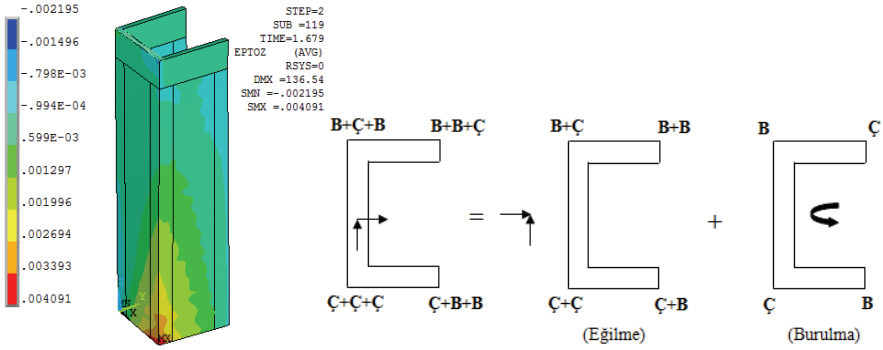 -.002195
-.001496
-.798E-03
-.994E-04
.599E-03
.001297
.001996
.002694
.003393
.004091
STEP=2
SUB =119
TIME=1.679
EPTOZ (AVG)
RSYS=0
DMX =136.54
SMN =-.002195
SMX =.004091
Y
X
MX
B+Ç+B B+B+Ç
Ç+Ç+Ç Ç+B+B
=
B+Ç B+B
Ç+Ç Ç+B
(Eğilme)
+
B Ç
Ç B
(Burulma)